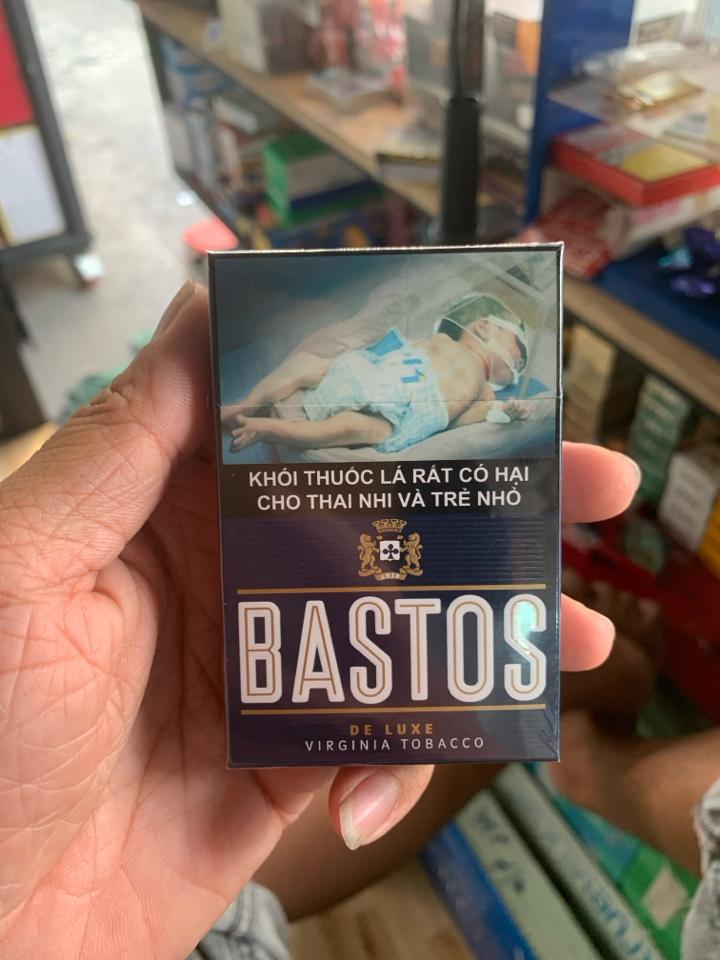 KHÓI THUỐC LÁ RẤT CÓ HẠI
CHO THAI NHI VÀ TRẺ NHỎ
BASTOS
DE LUXE
VIRGINIA TOBACCO